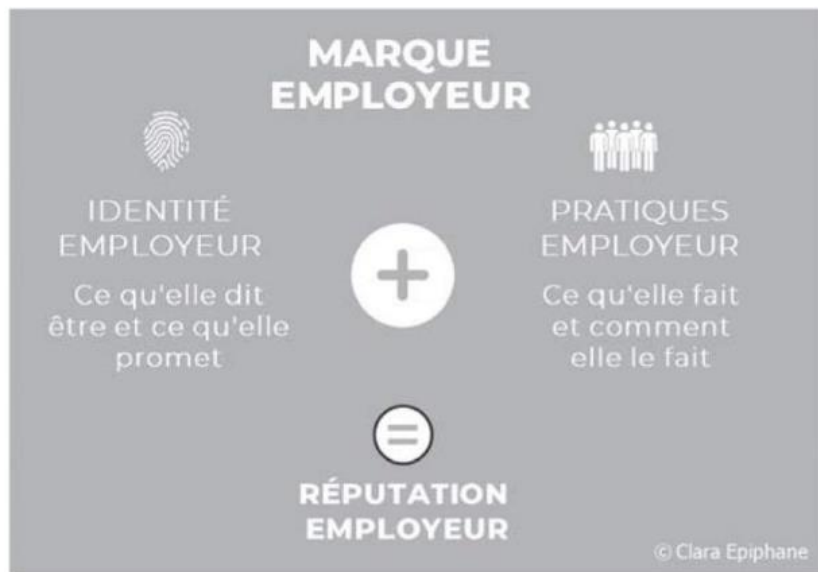 MARQUE
EMPLOYEUR
IDENTITÉ
EMPLOYEUR
Ce qu'elle dit
être et ce qu'elle
promet
+
PRATIQUES
EMPLOYEUR
Ce qu'elle fait
et comment
elle le fait
=
RÉPUTATION
EMPLOYEUR
© Clara Epiphane